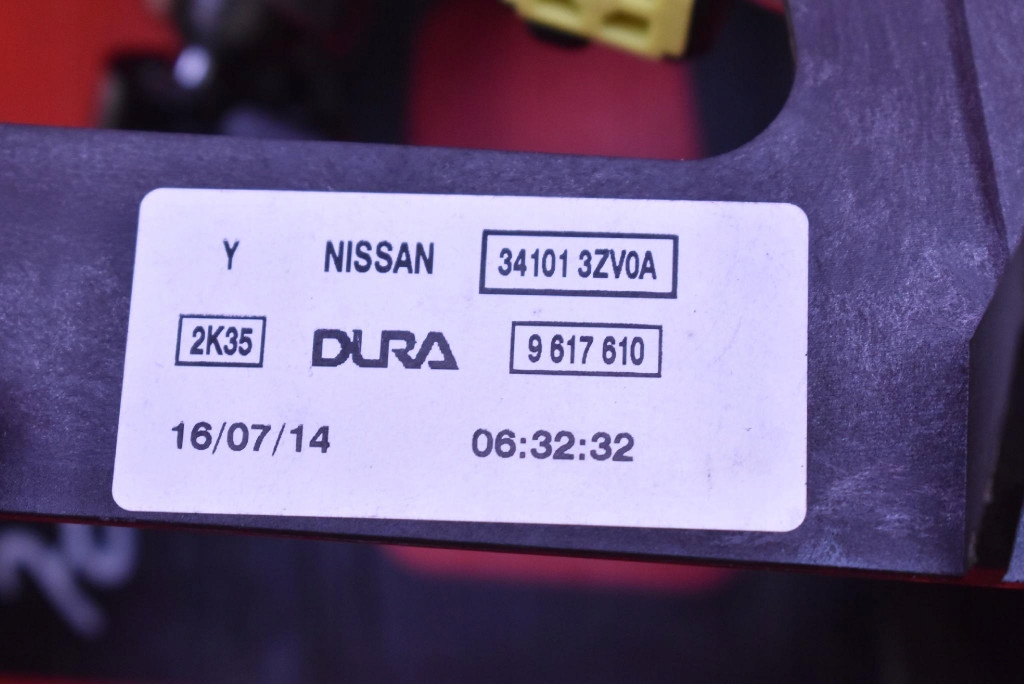 Y NISSAN 34101 3ZV0A
2K35 DURA 9 617 610
16/07/14 06:32:32